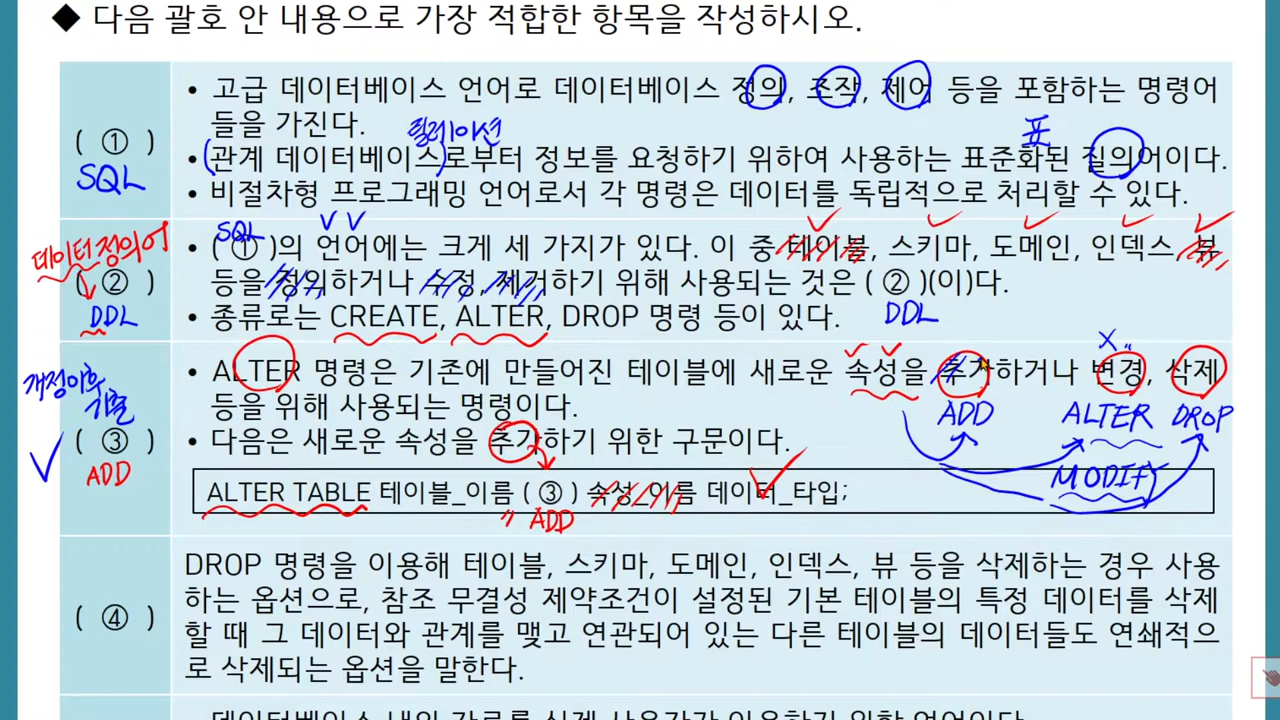 ◆ 다음 괄호 안 내용으로 가장 적합한 항목을 작성하시오.
( ① )
SQL
• 고급 데이터베이스 언어로 데이터베이스 정의, 조작, 제어 등을 포함하는 명령어
들을 가진다.
릴레이션
표
• (관계 데이터베이스)로부터 정보를 요청하기 위하여 사용하는 표준화된 질의어이다.
• 비절차형 프로그래밍 언어로서 각 명령은 데이터를 독립적으로 처리할 수 있다.
데이터 정의어
( ② )
DDL
SQL
• ( ① )의 언어에는 크게 세 가지가 있다. 이 중 테이블, 스키마, 도메인, 인덱스, 뷰
등을 정의하거나 수정, 제거하기 위해 사용되는 것은 ( ② )(이)다.
• 종류로는 CREATE, ALTER, DROP 명령 등이 있다.
DDL
개정이후
기출
( ③ )
ADD
• ALTER 명령은 기존에 만들어진 테이블에 새로운 속성을 추가하거나 변경, 삭제
등을 위해 사용되는 명령이다.
ADD ALTER DROP
MODIFY
• 다음은 새로운 속성을 추가하기 위한 구문이다.
ALTER TABLE 테이블_이름 ( ③ ) 속성_이름 데이터_타입;
" ADD
( ④ )
DROP 명령을 이용해 테이블, 스키마, 도메인, 인덱스, 뷰 등을 삭제하는 경우 사용
하는 옵션으로, 참조 무결성 제약조건이 설정된 기본 테이블의 특정 데이터를 삭제
할 때 그 데이터와 관계를 맺고 연관되어 있는 다른 테이블의 데이터들도 연쇄적으
로 삭제되는 옵션을 말한다.